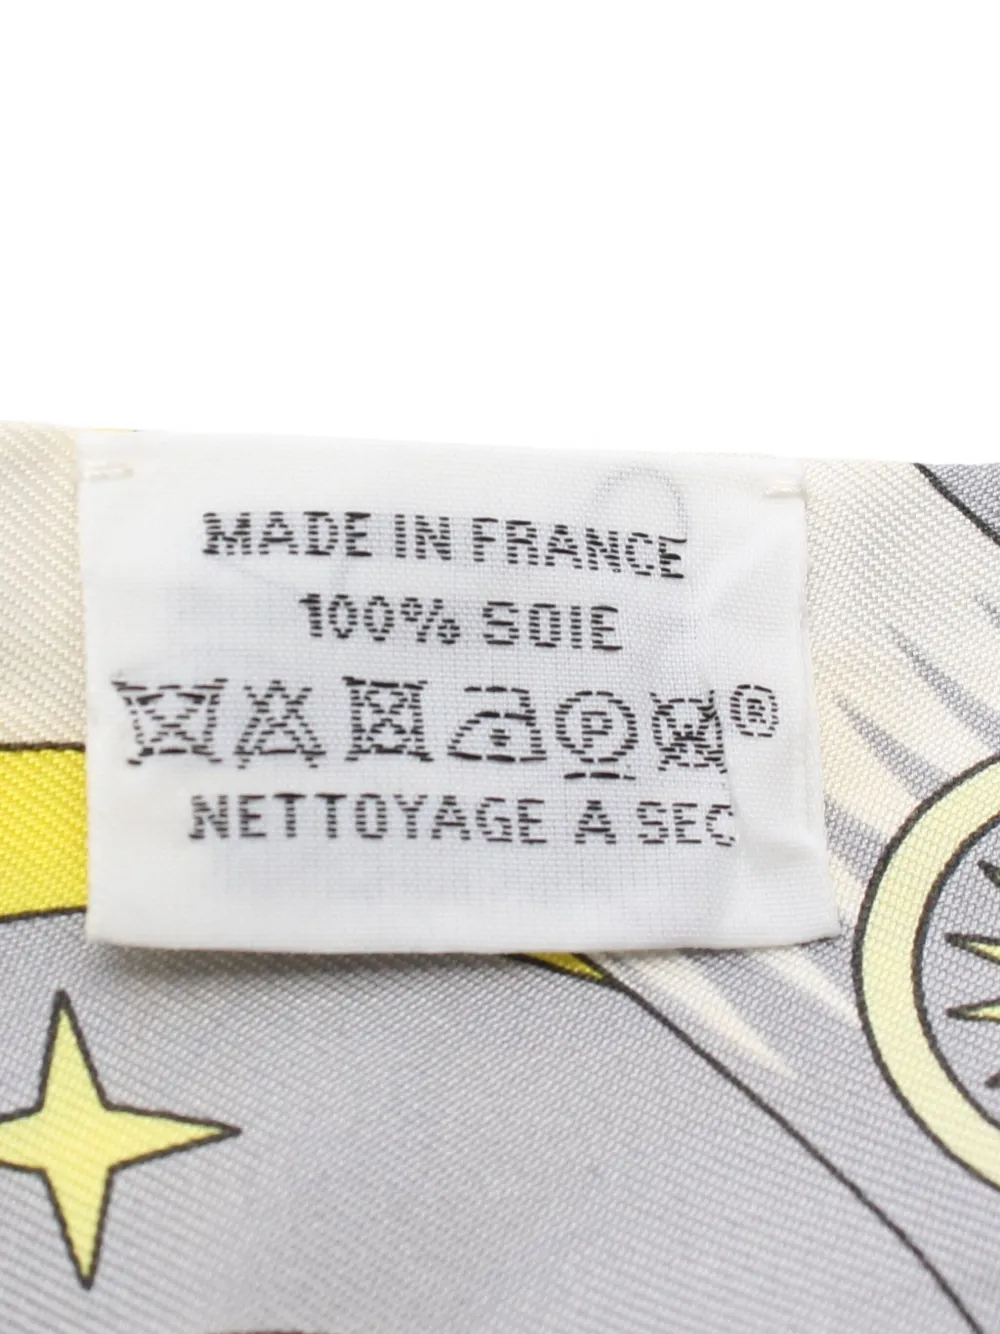 MADE IN FRANCE
100% SOIE
P ®
NETTOYAGE A SEC